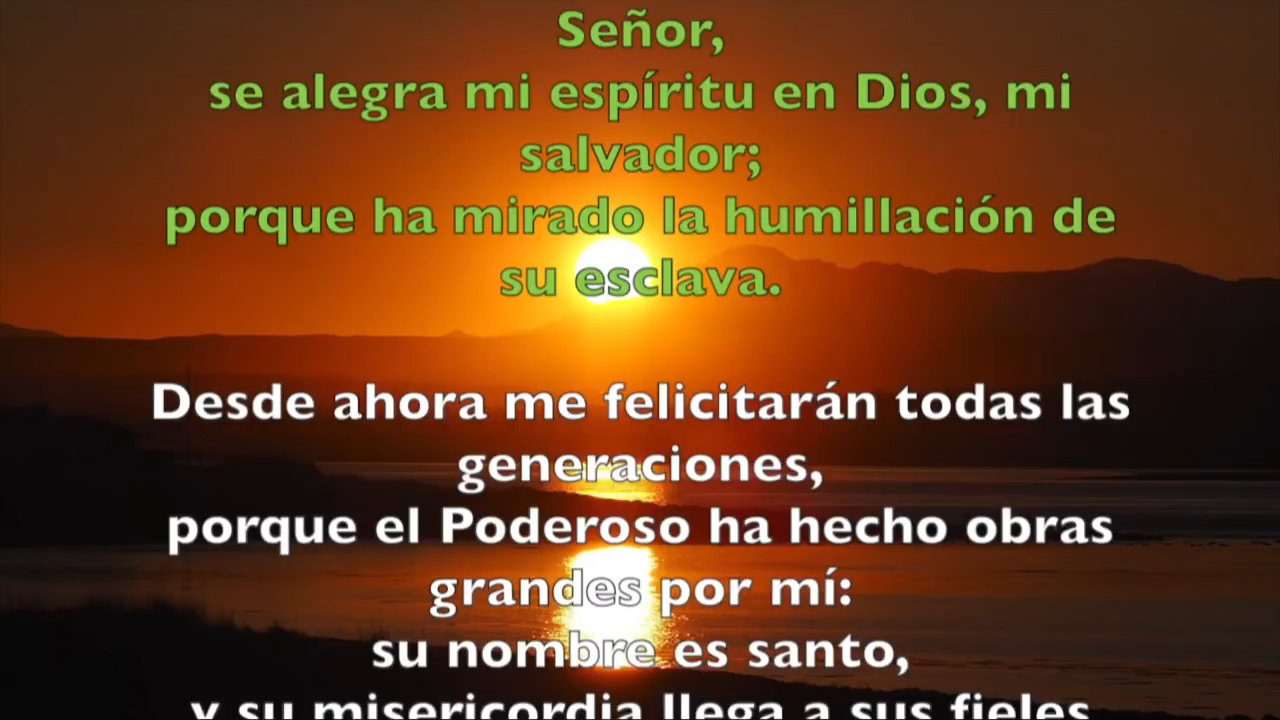 Señor,
se alegra mi espíritu en Dios, mi
salvador;
porque ha mirado la humillación de
su esclava.
Desde ahora me felicitarán todas las
generaciones,
porque el Poderoso ha hecho obras
grandes por mí:
su nombre es santo,
y su misericordia llega a sus fieles